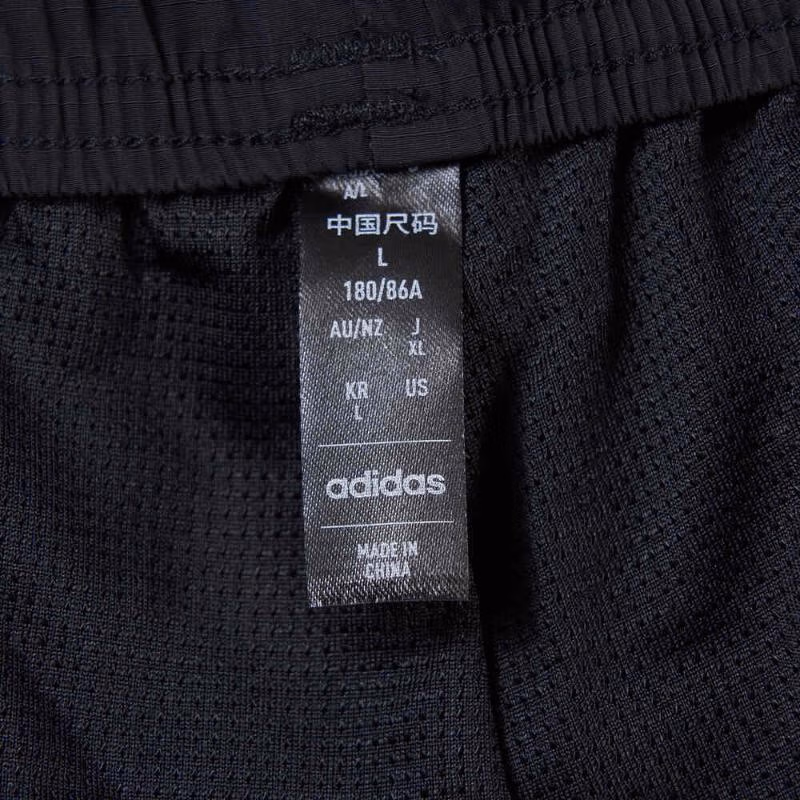 A/L
中国尺码
L
180/86A
AU/NZ J
XL
KR US
L
adidas
MADE IN
CHINA